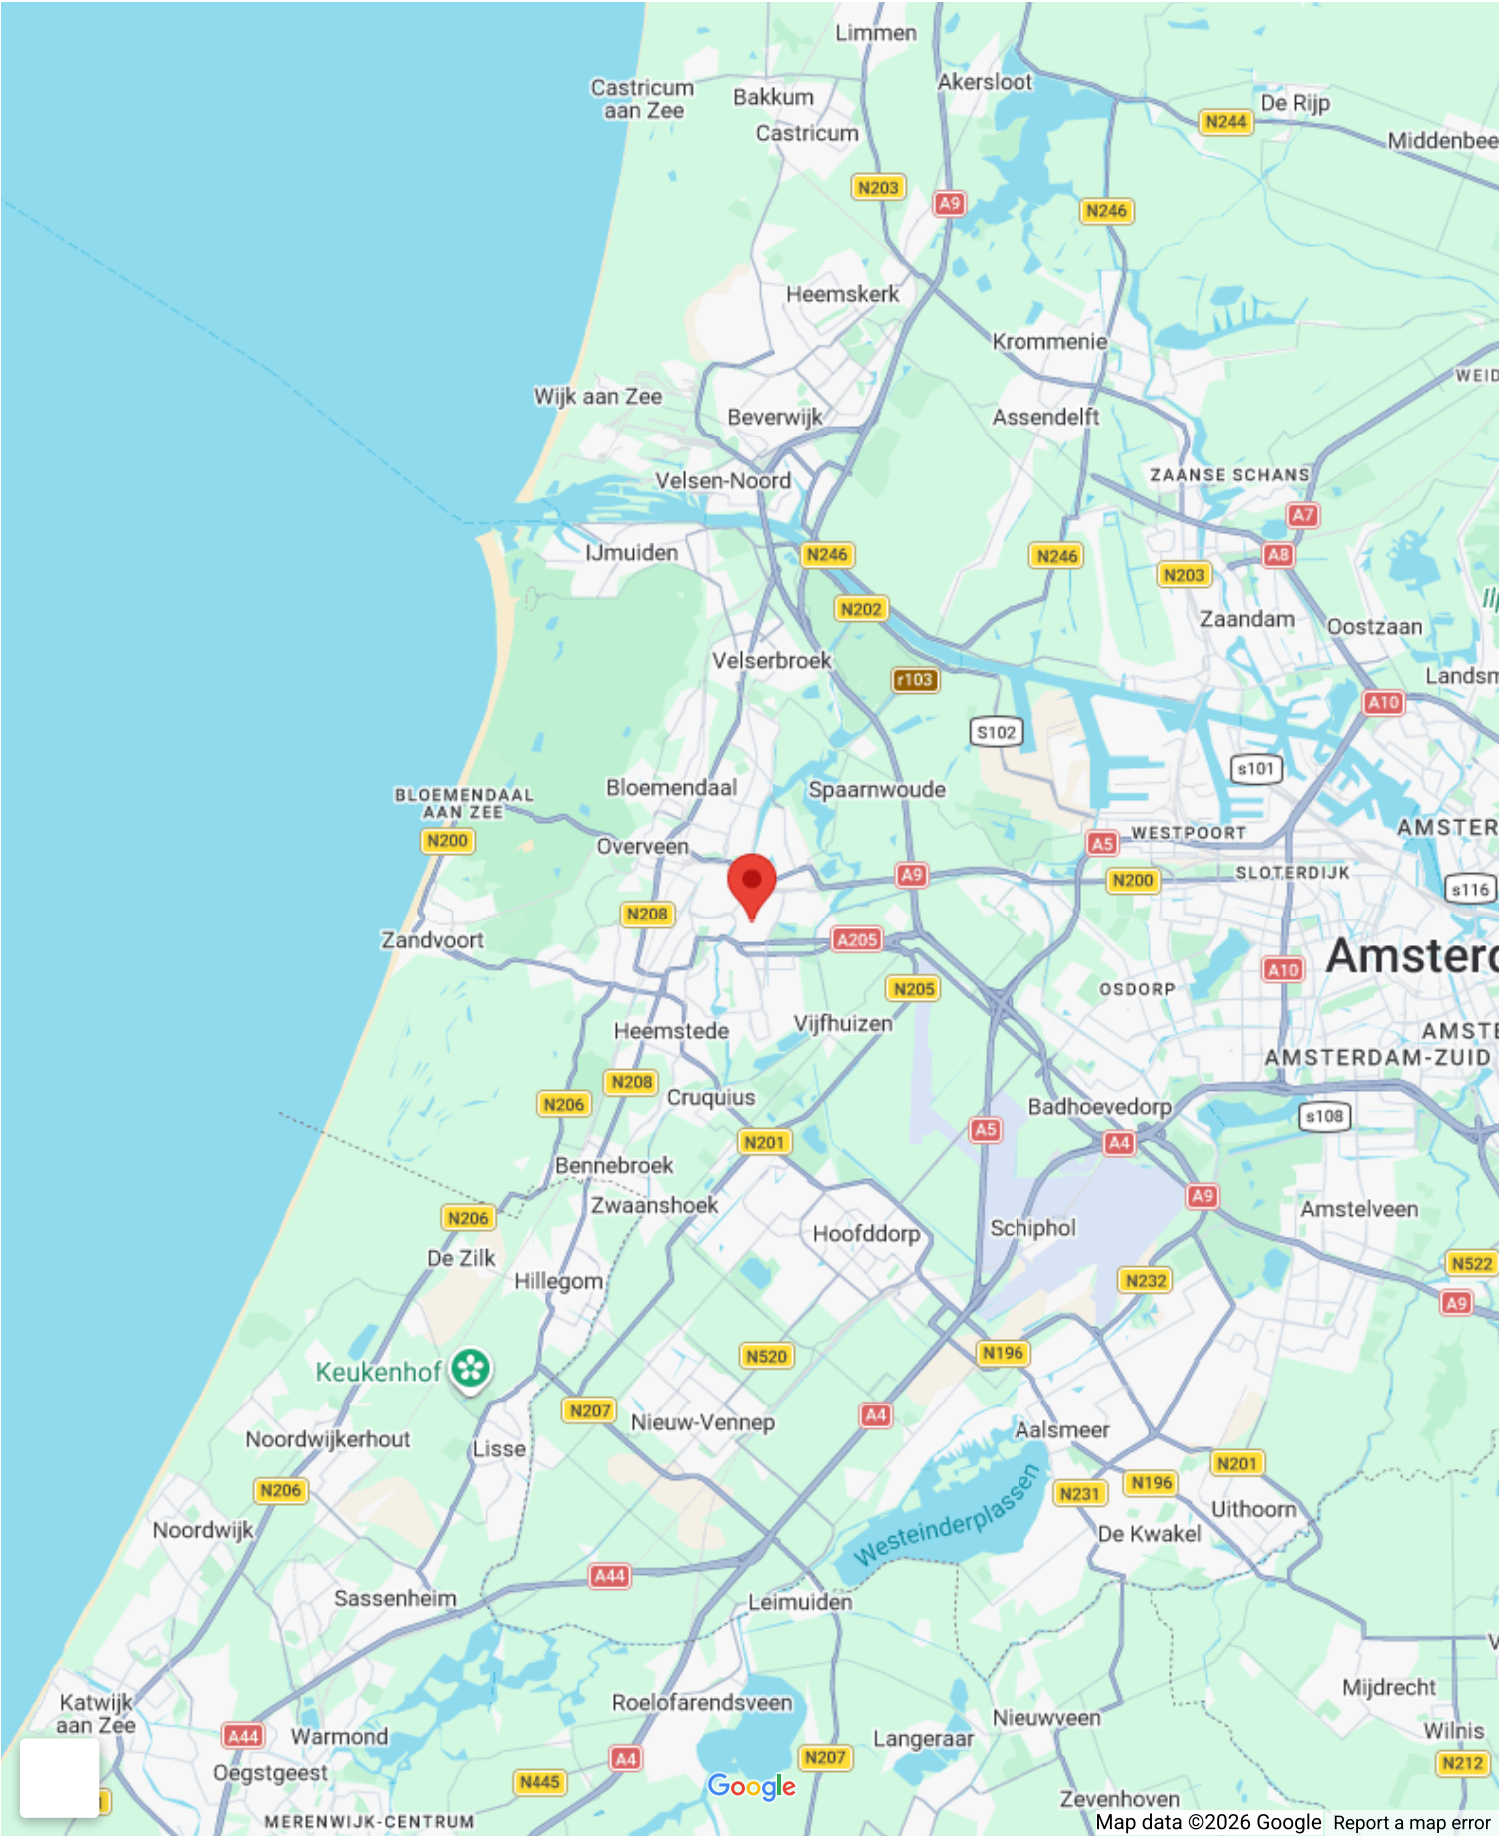 Limmen
Castricum
aan Zee
Bakkum
Akersloot
De Rijp
N244
Castricum
Middenbee
N203
A9
N246
Heemskerk
Krommenie
WEID
Wijk aan Zee
Beverwijk
Assendelft
Velsen-Noord
ZAANSE SCHANS
A7
IJmuiden
N246
N246
A8
N203
N202
Zaandam
Oostzaan
Velserbroek
r103
Landsm
A10
S102
s101
Bloemendaal
Spaarnwoude
BLOEMENDAAL
AAN ZEE
N200
Overveen
A5
WESTPOORT
AMSTER
A9
N200
SLOTERDIJK
s116
N208
Zandvoort
A205
Amsterd
A10
N205
OSDORP
Heemstede
Vijfhuizen
AMSTE
AMSTERDAM-ZUID
N208
N206
Cruquius
Badhoevedorp
s108
N201
A5
A4
Bennebroek
Zwaanshoek
A9
N206
Hoofddorp
Schiphol
Amstelveen
De Zilk
N522
Hillegom
N232
A9
Keukenhof
N520
N196
N207
Nieuw-Vennep
A4
Aalsmeer
Noordwijkerhout
Lisse
N201
N206
N231
N196
Westeinderplassen
Uithoorn
Noordwijk
De Kwakel
A44
Sassenheim
Leimuiden
Mijdrecht
Katwijk
aan Zee
Roelofarendsveen
Nieuwveen
A44
Warmond
Langeraar
Wilnis
A4
N207
N212
Oegstgeest
N445
Google
Zevenhoven
MERENWIJK-CENTRUM
Map data ©2026 Google
Report a map error